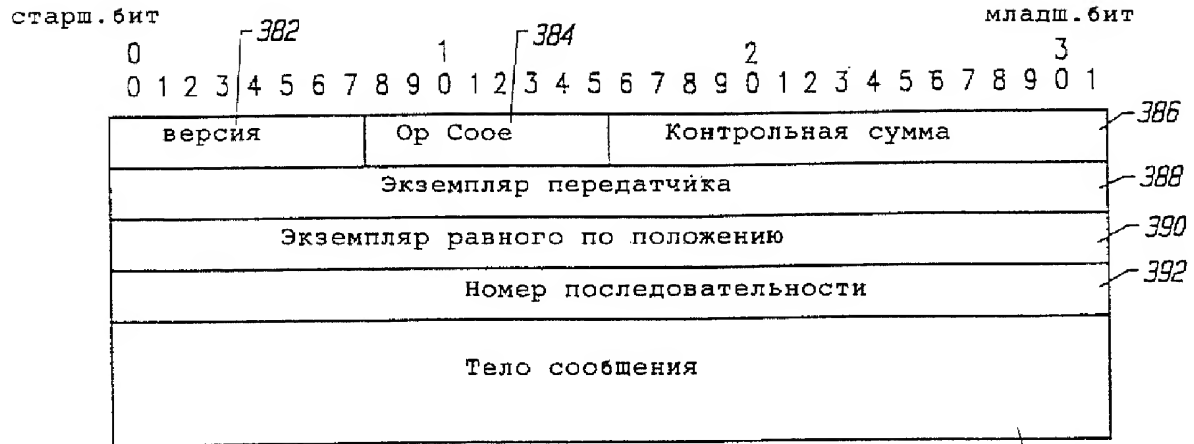 старш.бит младш.бит
382 384
0 1 2 3
0 1 2 3 4 5 6 7 8 9 0 1 2 3 4 5 6 7 8 9 0 1 2 3 4 5 6 7 8 9 0 1
версия Op Cooe Контрольная сумма 386
Экземпляр передатчика 388
Экземпляр равного по положению 390
Номер последовательности 392
Тело сообщения